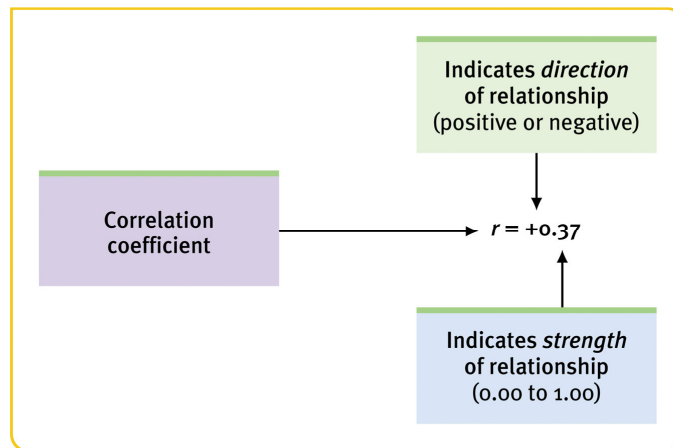 Indicates direction
of relationship
(positive or negative)
Correlation
coefficient
r = +0.37
Indicates strength
of relationship
(0.00 to 1.00)